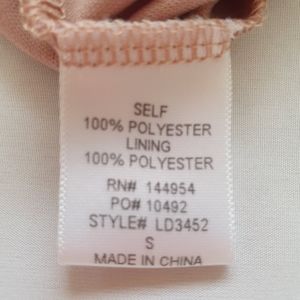 SELF
100% POLYESTER
LINING
100% POLYESTER
RN# 144954
PO# 10492
STYLE# LD3452
S
MADE IN CHINA